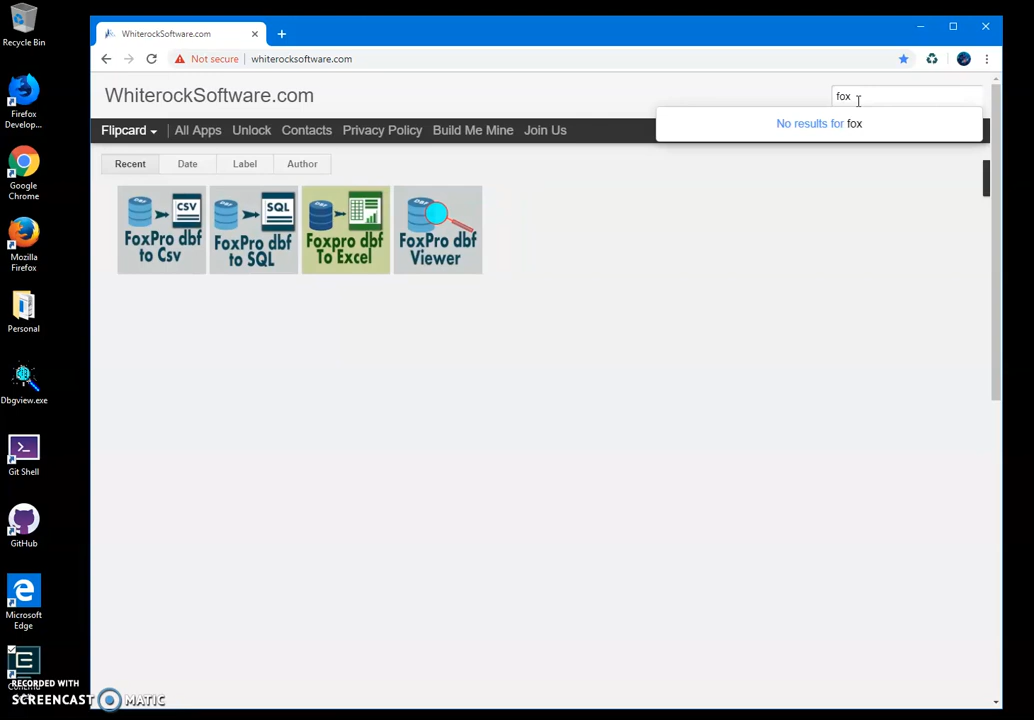 Recycle Bin
Firefox
Develop...
Google
Chrome
Mozilla
Firefox
Personal
Dbgview.exe
Git Shell
GitHub
Microsoft
Edge
RECORDED WITH
SCREENCAST MATIC
WhiterockSoftware.com
Not secure whiterocksoftware.com
WhiterockSoftware.com
fox
No results for fox
Flipcard All Apps Unlock Contacts Privacy Policy Build Me Mine Join Us
Recent Date Label Author
CSV
FoxPro dbf
to Csv
SQL
FoxPro dbf
to SQL
Foxpro dbf
To Excel
DBF
FoxPro dbf
Viewer